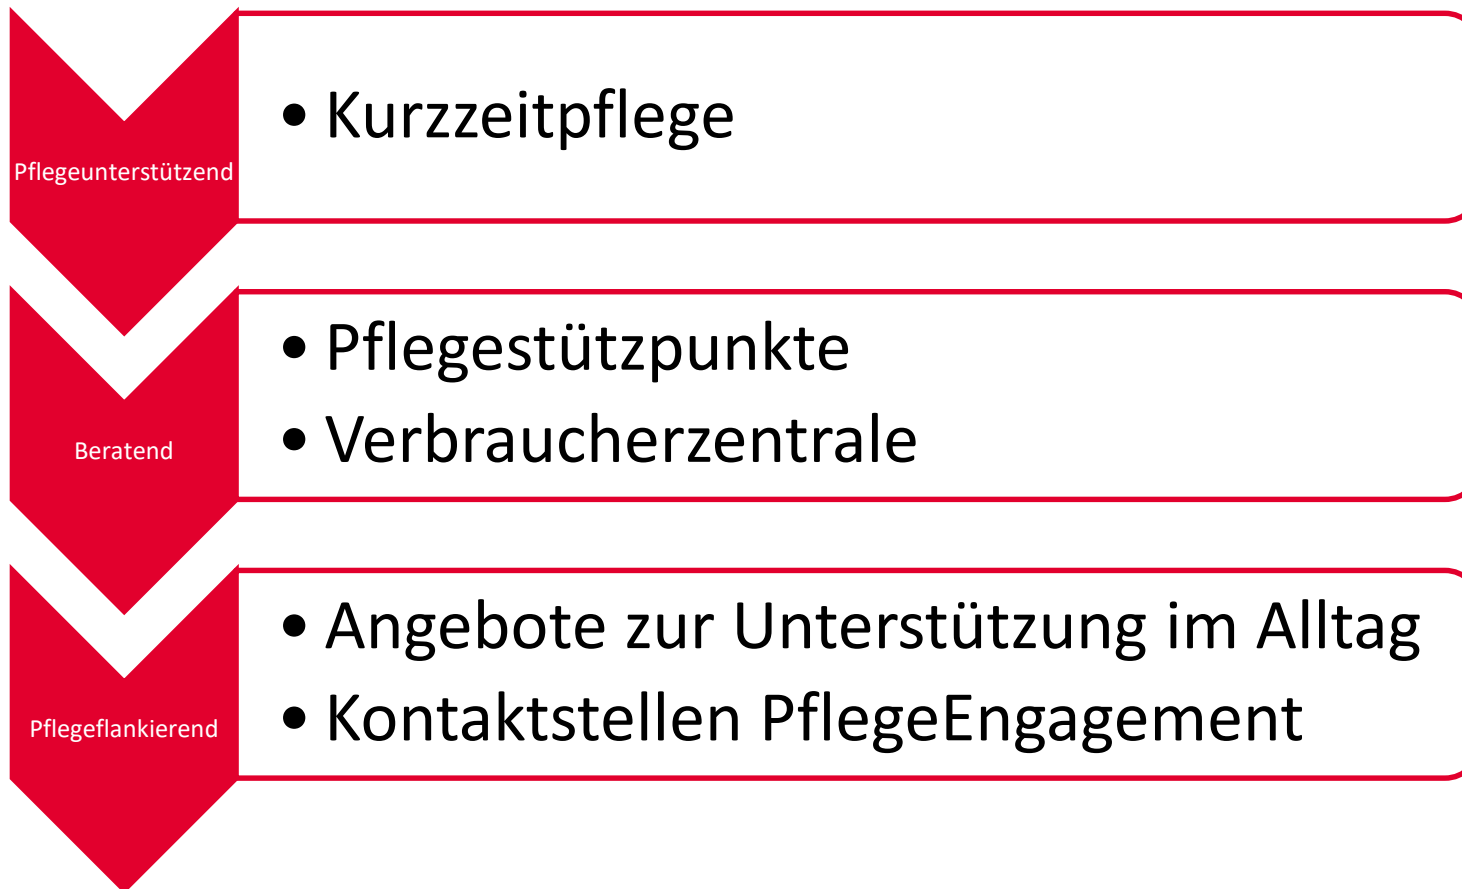 Pflegeunterstützend
• Kurzzeitpflege
Beratend
• Pflegestützpunkte
• Verbraucherzentrale
Pflegeflankierend
• Angebote zur Unterstützung im Alltag
• Kontaktstellen PflegeEngagement